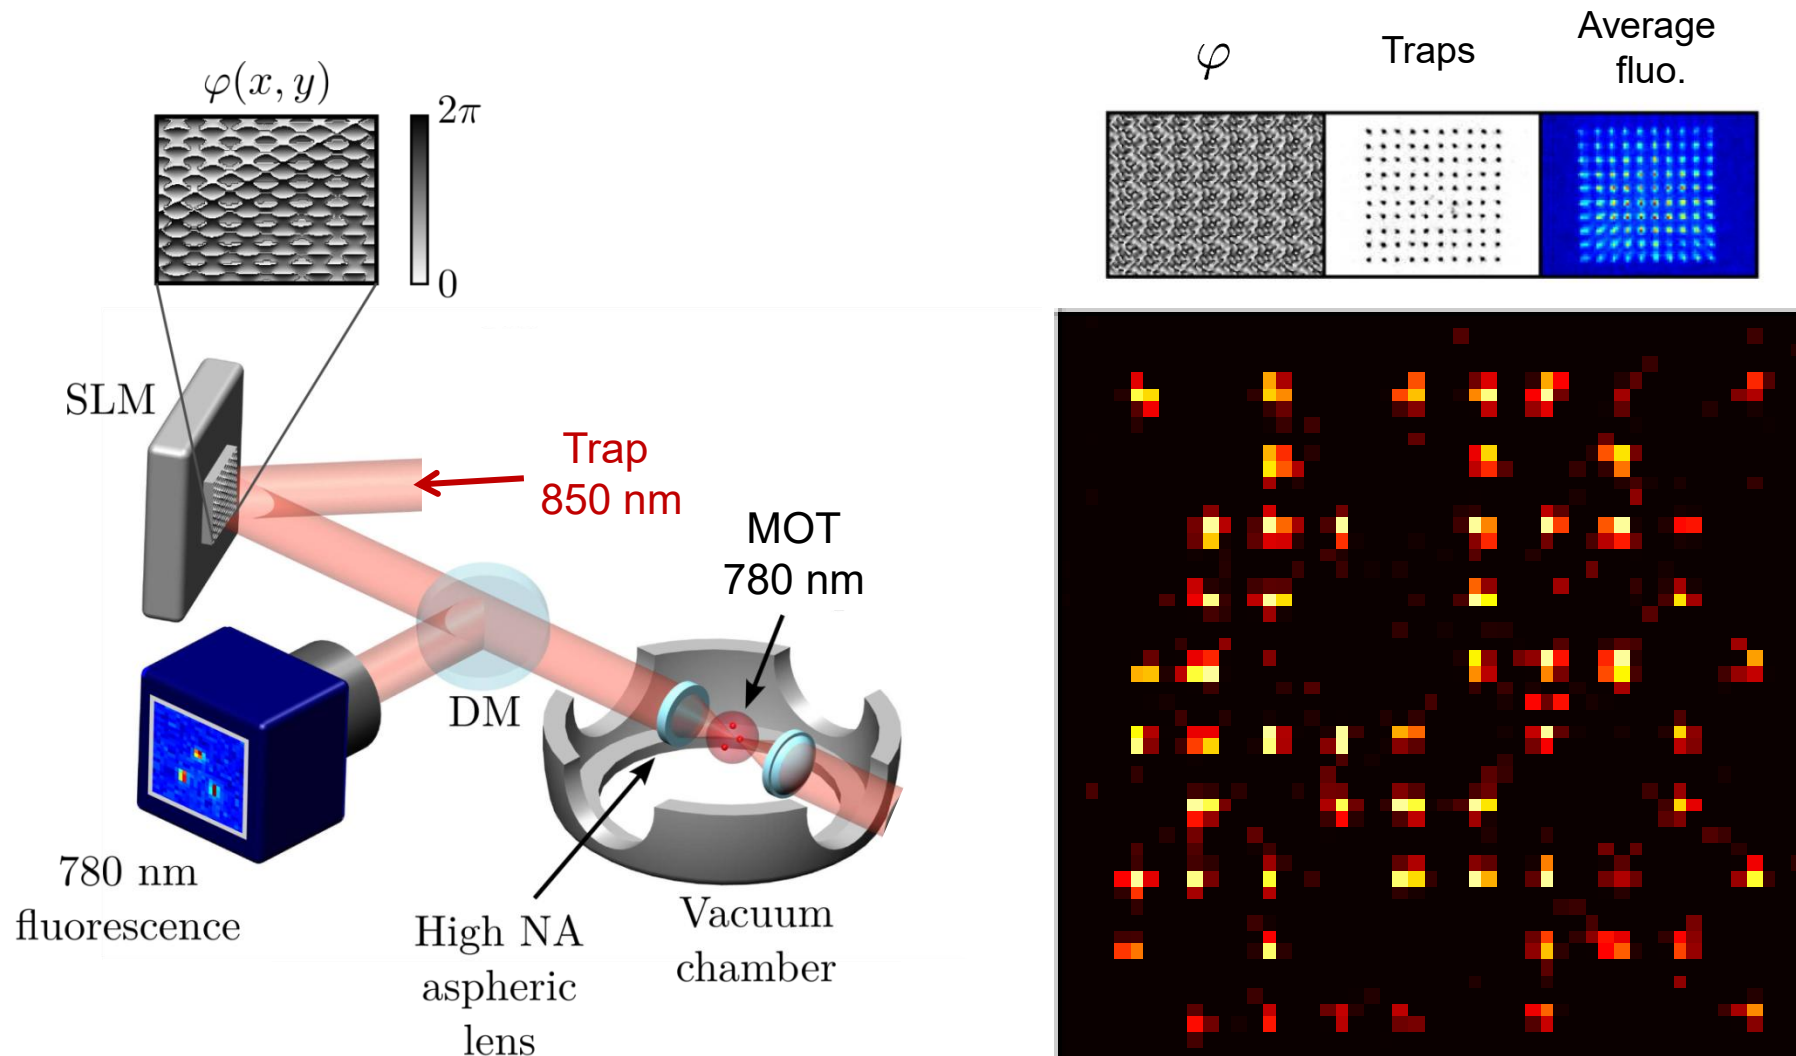 φ(x, y)
2π
0
SLM
Trap
850 nm
MOT
780 nm
DM
780 nm
fluorescence
High NA
aspheric
lens
Vacuum
chamber
φ
Traps
Average
fluo.